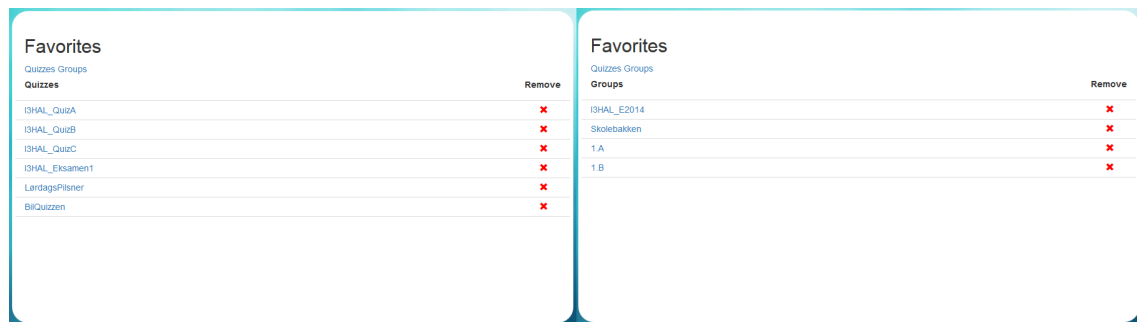 Favorites
Quizzes Groups
Quizzes Remove
I3HAL_QuizA
I3HAL_QuizB
I3HAL_QuizC
I3HAL_Eksamen1
LørdagsPilsner
BilQuizzen
Favorites
Quizzes Groups
Groups Remove
I3HAL_E2014
Skolebakken
1.A
1.B